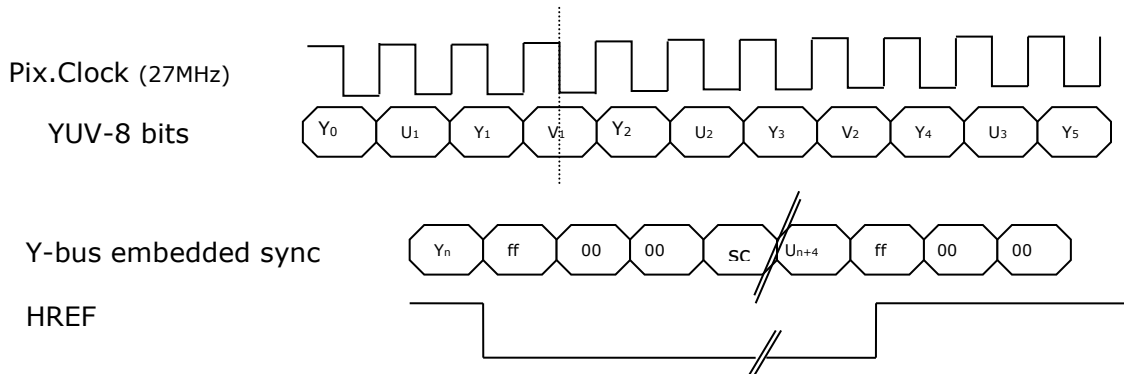 Pix.Clock (27MHz)
YUV-8 bits
Y0 U1 Y1 V1 Y2 U2 Y3 V2 Y4 U3 Y5
Y-bus embedded sync
Yn ff 00 00 sc Un+4 ff 00 00
HREF